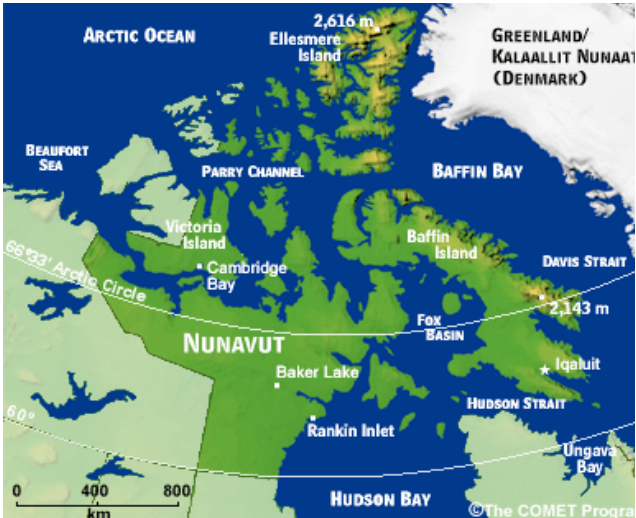 2,616 m
ARCTIC OCEAN
Ellesmere
Island
GREENLAND/
KALAALLIT NUNAAT
(DENMARK)
BEAUFORT
SEA
PARRY CHANNEL
BAFFIN BAY
Victoria
Island
Baffin
Island
66°33' Arctic Circle
Cambridge
Bay
DAVIS STRAIT
2,143 m
FOX
BASIN
NUNAVUT
Iqaluit
Baker Lake
HUDSON STRAIT
60°
Rankin Inlet
Ungava
Bay
0 400 800
km
HUDSON BAY
©The COMET Progra